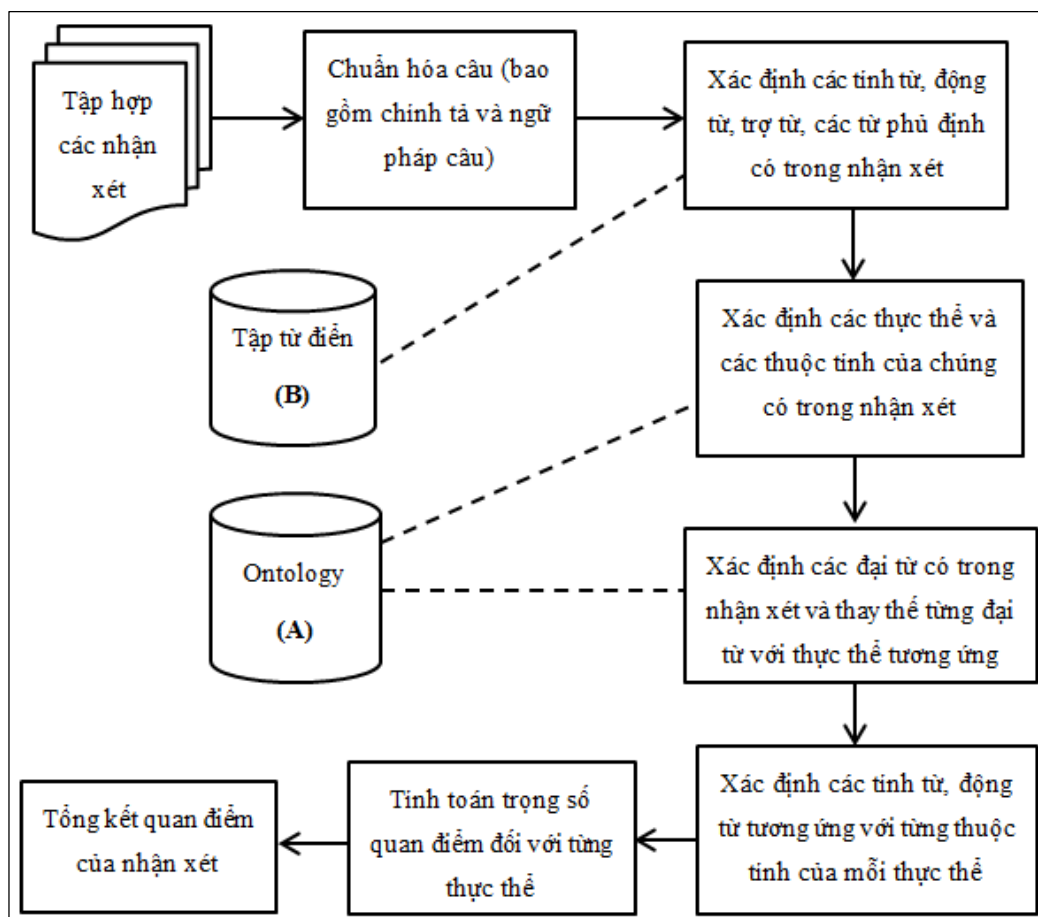 Tập hợp
các nhận
xét
Chuẩn hóa câu (bao
gồm chính tả và ngữ
pháp câu)
Xác định các tính từ, động
từ, trợ từ, các từ phủ định
có trong nhận xét
Tập từ điển
(B)
Xác định các thực thể và
các thuộc tính của chúng
có trong nhận xét
Ontology
(A)
Xác định các đại từ có trong
nhận xét và thay thế từng đại
từ với thực thể tương ứng
Xác định các tính từ, động
từ tương ứng với từng thuộc
tính của mỗi thực thể
Tính toán trọng số
quan điểm đối với từng
thực thể
Tổng kết quan điểm
của nhận xét